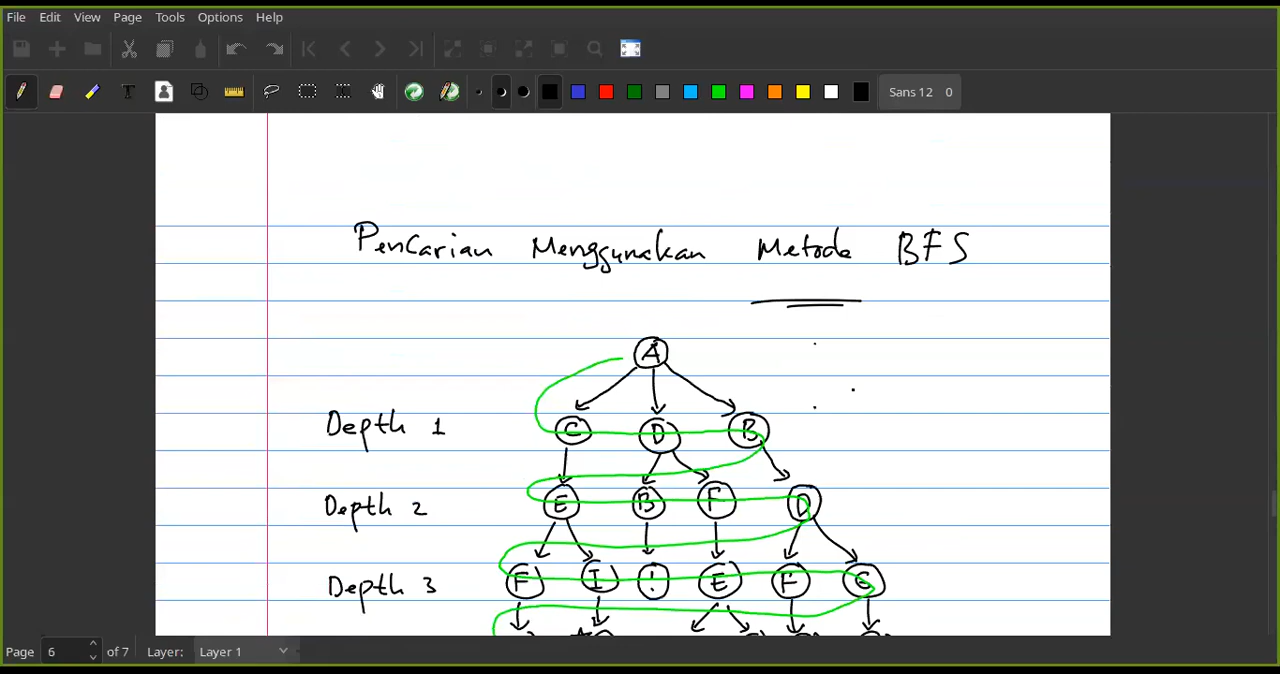 File Edit View Page Tools Options Help
Sans 12 0
Pencarian Menggunakan Metode BFS
A
Depth 1 C D B
Depth 2 E B F D
Depth 3 F I ! E F C
Page 6 of 7 Layer: Layer 1